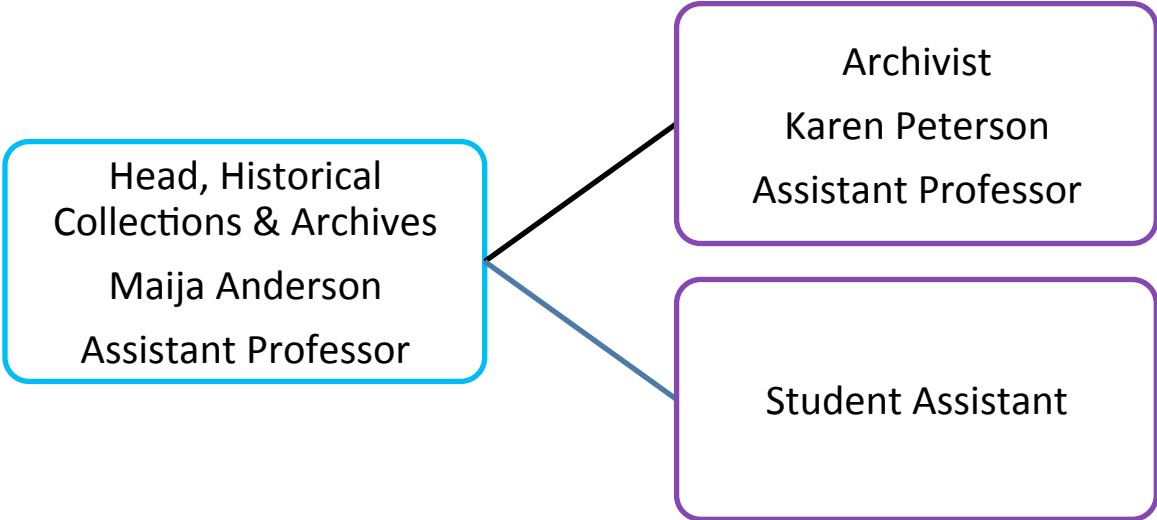 Head, Historical
Collections & Archives
Maija Anderson
Assistant Professor
Archivist
Karen Peterson
Assistant Professor
Student Assistant